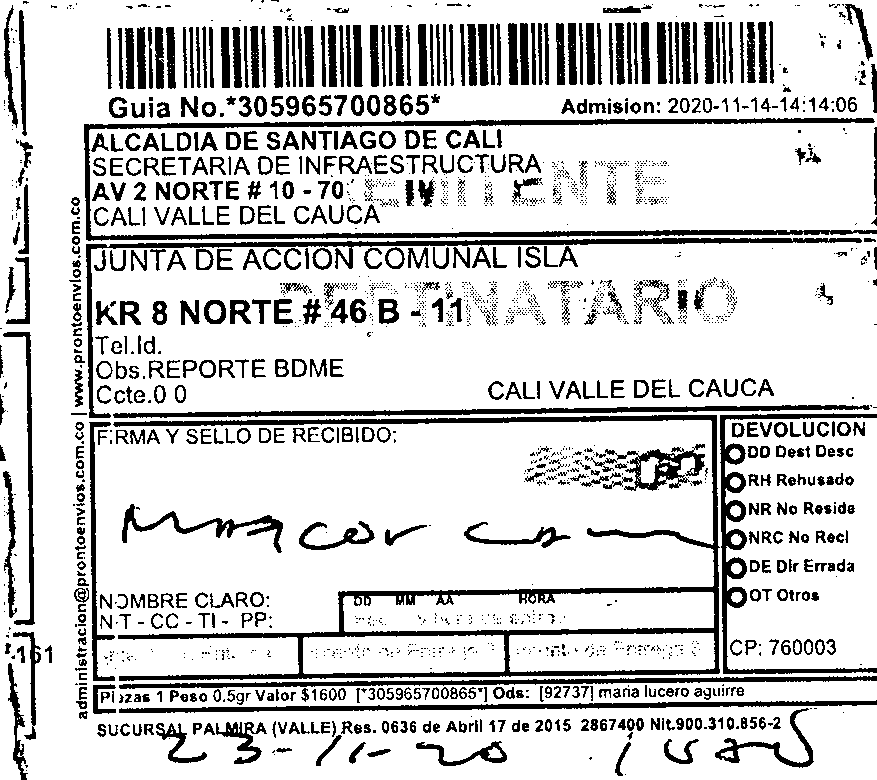 Guia No.*305965700865*
Admision: 2020-11-14-14:14:06
ALCALDIA DE SANTIAGO DE CALI
SECRETARIA DE INFRAESTRUCTURA
AV 2 NORTE # 10 - 70
CALI VALLE DEL CAUCA
REMITENTE
JUNTA DE ACCION COMUNAL ISLA
DESTINATARIO
KR 8 NORTE # 46 B - 11
Tel.Id.
Obs.REPORTE BDME
Ccte.0 0
CALI VALLE DEL CAUCA
administracion@prontoenvios.com.co | www.prontoenvios.com.co
FIRMA Y SELLO DE RECIBIDO:
NOMBRE CLARO:
NIT - CC - TI - PP:
DD MM AA HORA
DEVOLUCION
DD Dest Desc
RH Rehusado
NR No Reside
NRC No Recl
DE Dir Errada
OT Otros
CP: 760003
161
Piezas 1 Peso 0.5gr Valor $1600 [*305965700865*] Ods: [92737] maria lucero aguirre
SUCURSAL PALMIRA (VALLE) Res. 0636 de Abril 17 de 2015 2867400 Nit.900.310.856-2
23-11-20